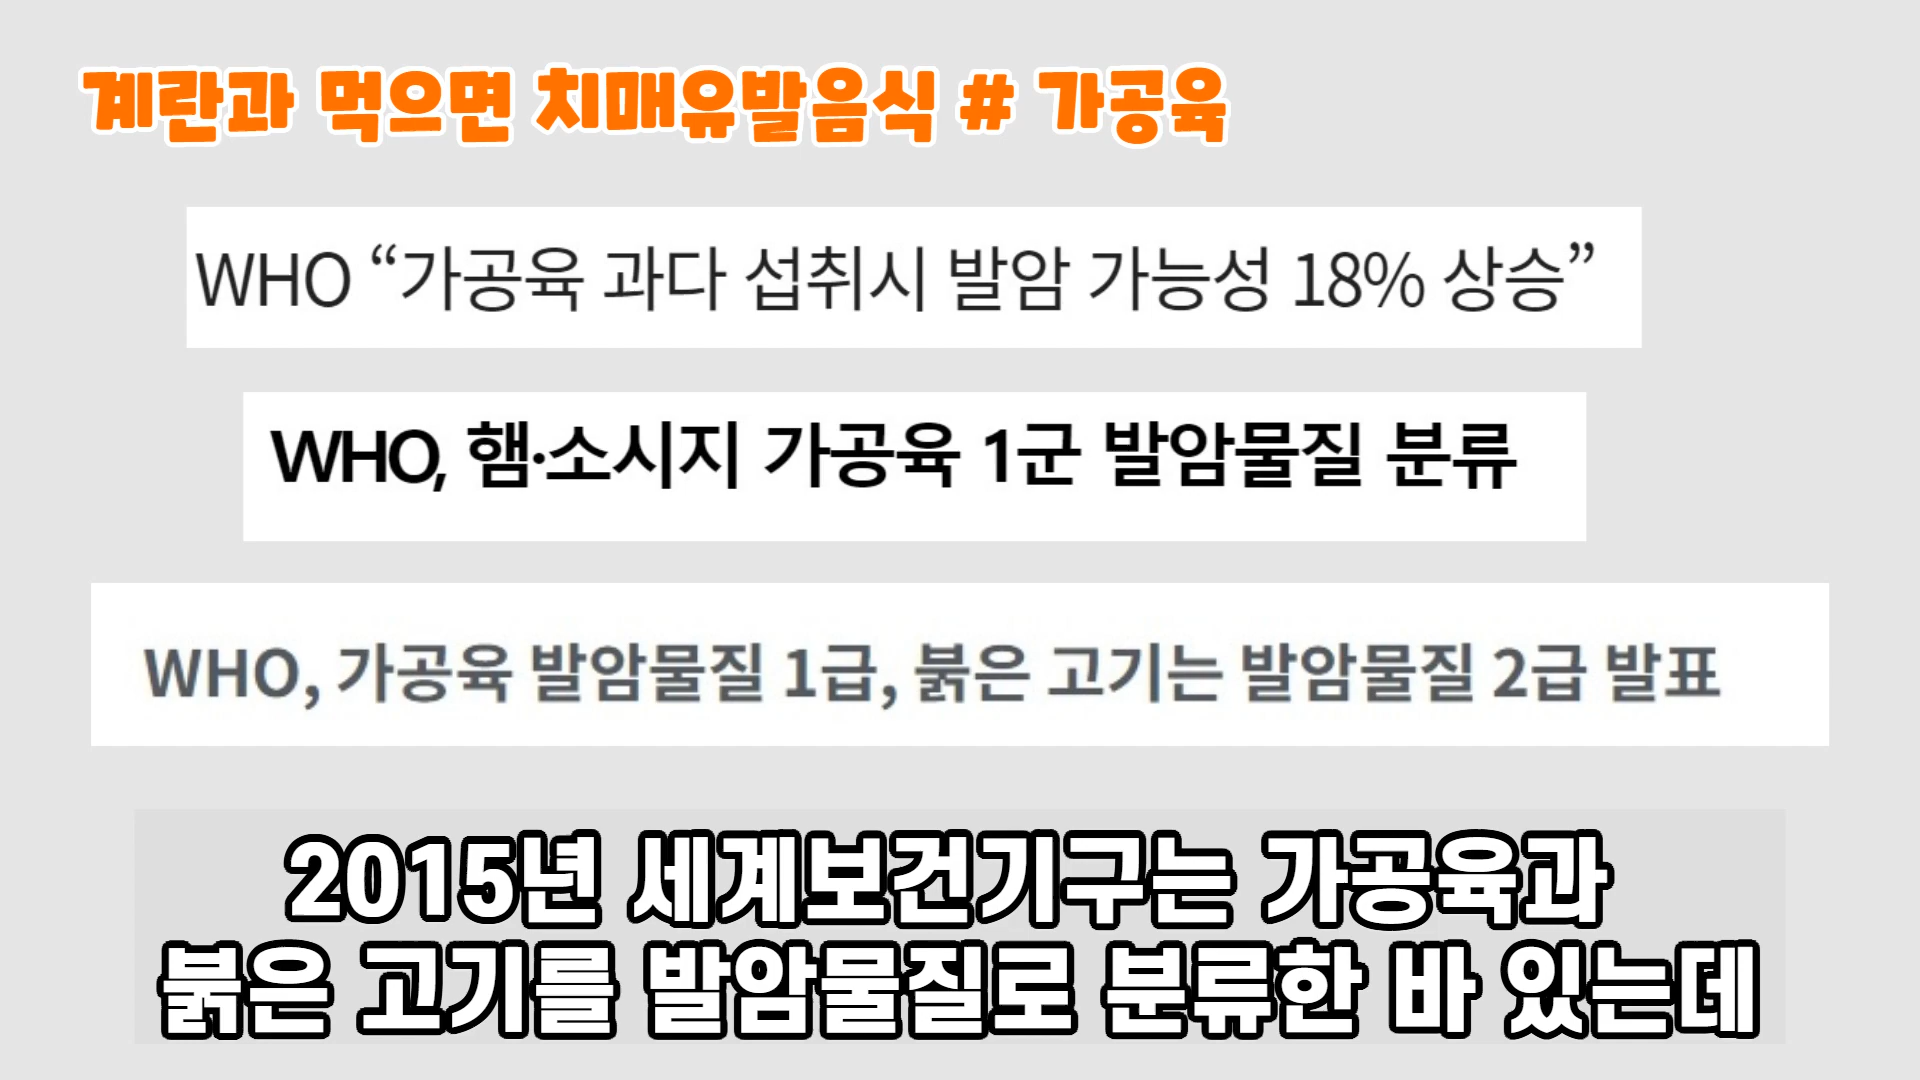 계란과 먹으면 치매유발음식 # 가공육
WHO “가공육 과다 섭취시 발암 가능성 18% 상승”
WHO, 햄·소시지 가공육 1군 발암물질 분류
WHO, 가공육 발암물질 1급, 붉은 고기는 발암물질 2급 발표
2015년 세계보건기구는 가공육과
붉은 고기를 발암물질로 분류한 바 있는데